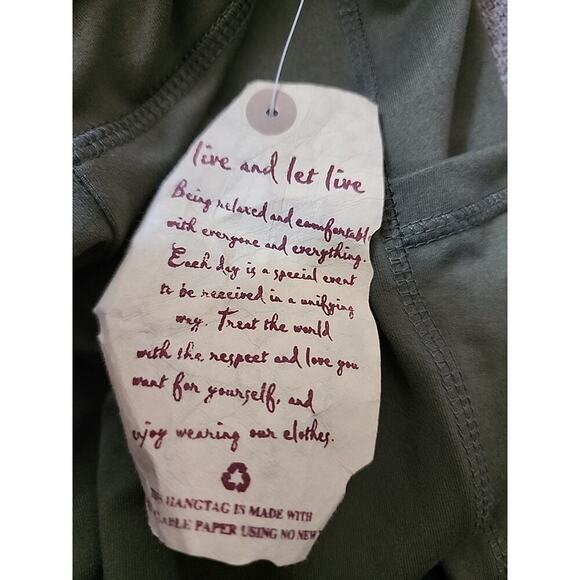 live and let live
Being relaxed and comfortabl
with everyone and everything.
Each day is a special event
to be received in a unifying
way. Treat the world
with the respect and love you
want for yourself, and
enjoy wearing our clothes.
HANGTAG IS MADE WITH
ABLE PAPER USING NO NEW